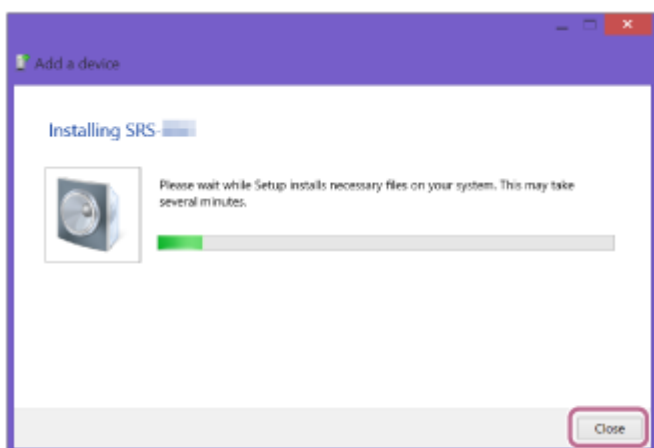 Add a device
Installing SRS-
Please wait while Setup installs necessary files on your system. This may take
several minutes.
Close